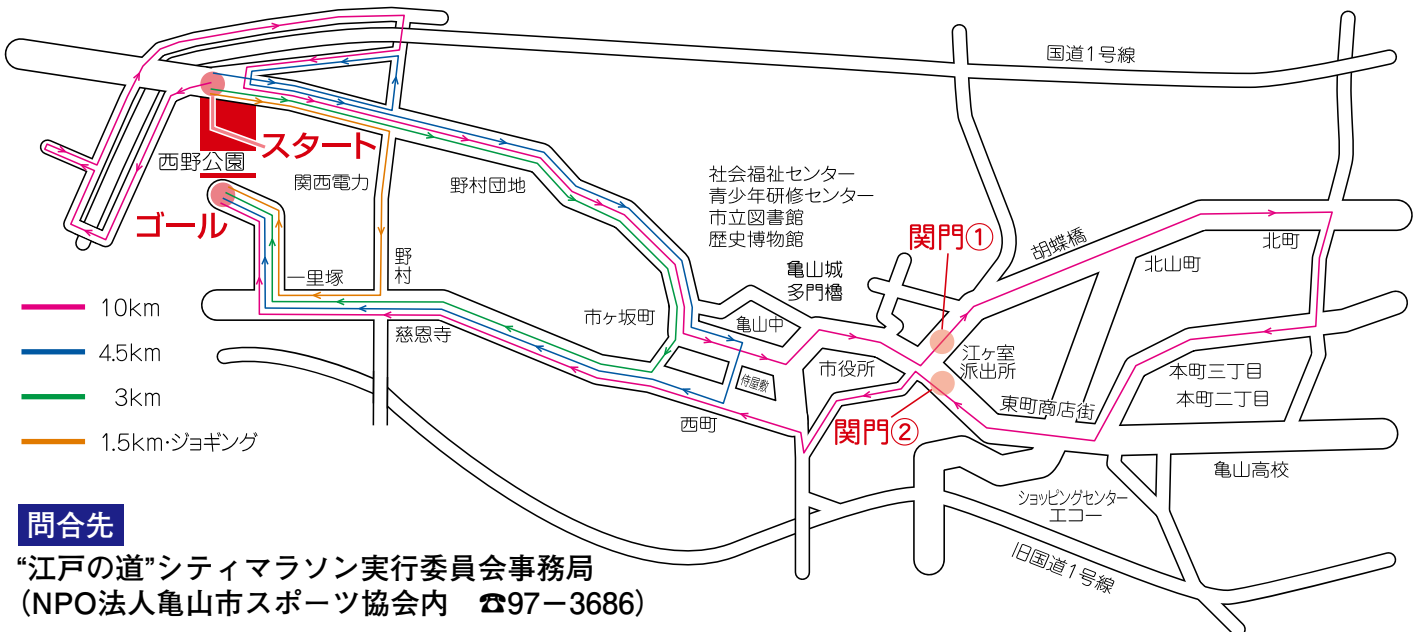 国道1号線
西野公園
スタート
関西電力
野村団地
社会福祉センター
青少年研修センター
市立図書館
歴史博物館
ゴール
関門①
胡蝶橋
北町
北山町
一里塚
野村
亀山城
多門櫓
10km
4.5km
3km
1.5km・ジョギング
慈恩寺
市ヶ坂町
亀山中
侍屋敷
市役所
江ヶ室
派出所
本町三丁目
本町二丁目
東町商店街
西町
関門②
亀山高校
ショッピングセンター
エコー
旧国道1号線
問合先
“江戸の道”シティマラソン実行委員会事務局
(NPO法人亀山市スポーツ協会内　☎97−3686)